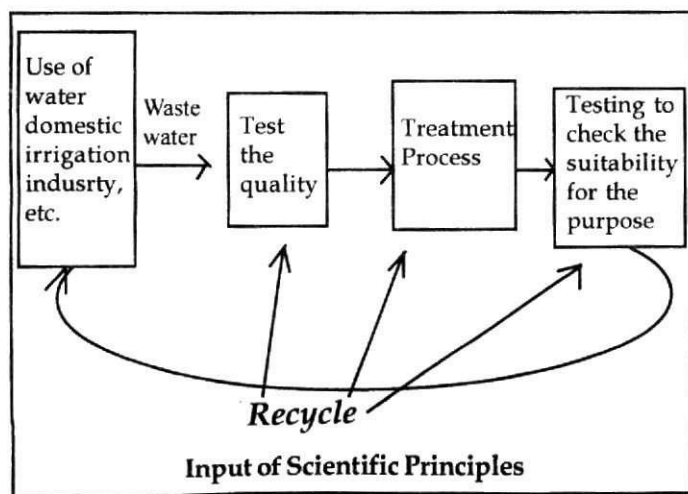 Use of
water
domestic
irrigation
indusrty,
etc.
Waste
water
Test
the
quality
Treatment
Process
Testing to
check the
suitability
for the
purpose
Recycle
Input of Scientific Principles